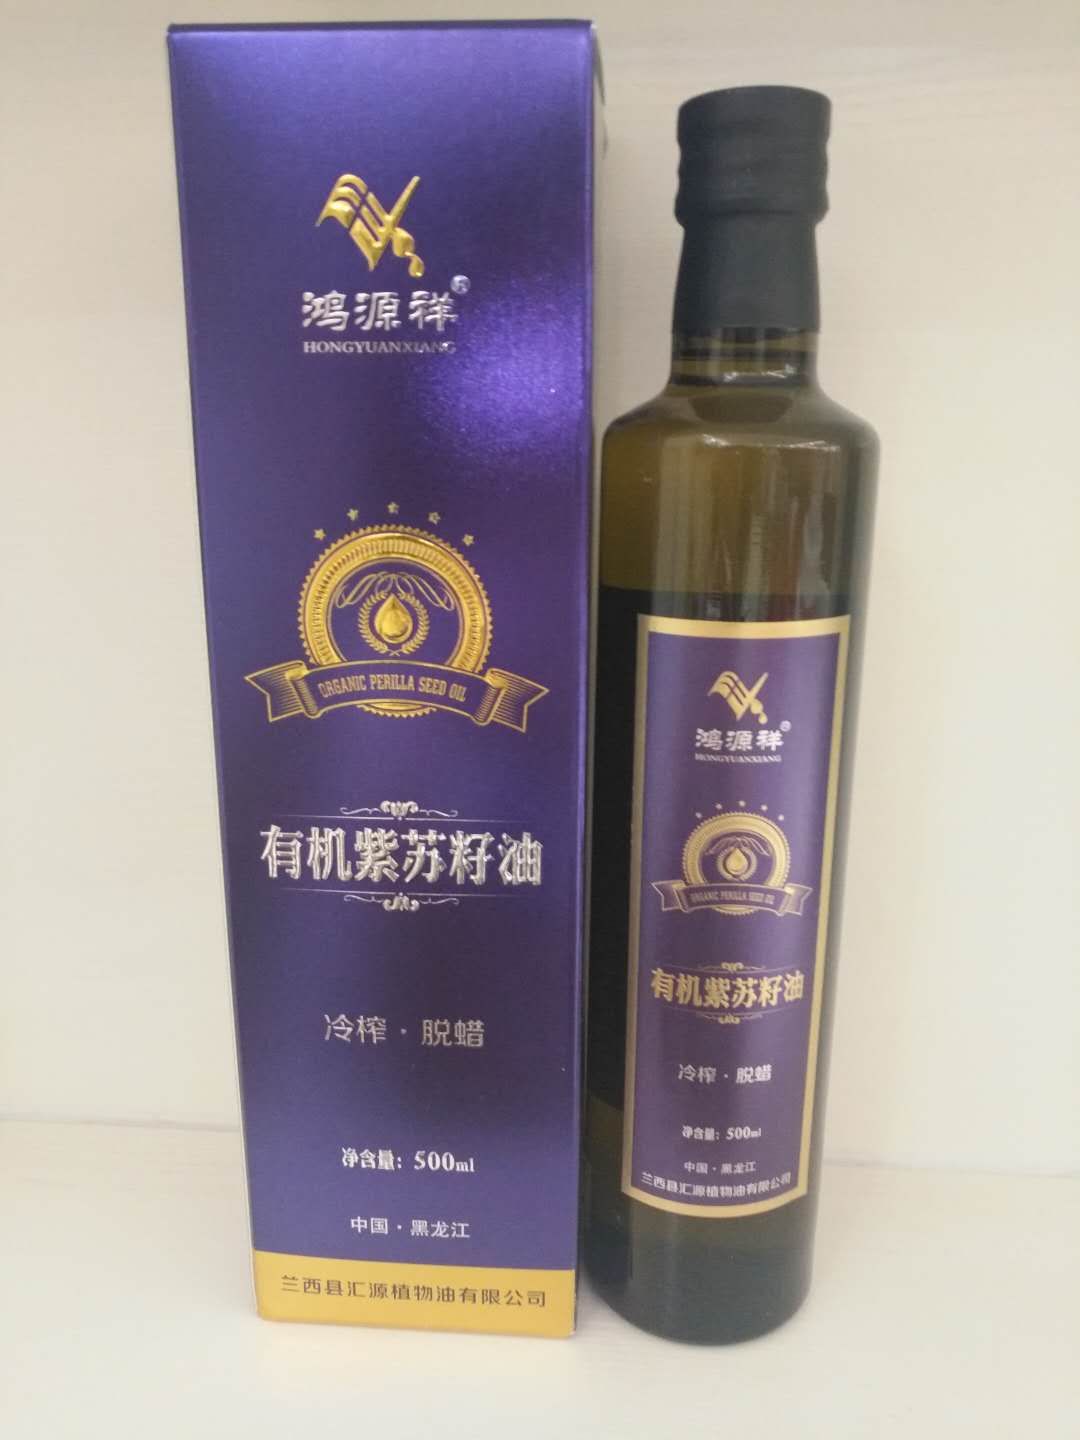 鸿源祥®
HONGYUANXIANG
ORGANIC PERILLA SEED OIL
有机紫苏籽油
冷榨·脱蜡
净含量：500ml
中国·黑龙江
兰西县汇源植物油有限公司
鸿源祥®
HONGYUANXIANG
ORGANIC PERILLA SEED OIL
有机紫苏籽油
冷榨·脱蜡
净含量：500ml
中国·黑龙江
兰西县汇源植物油有限公司